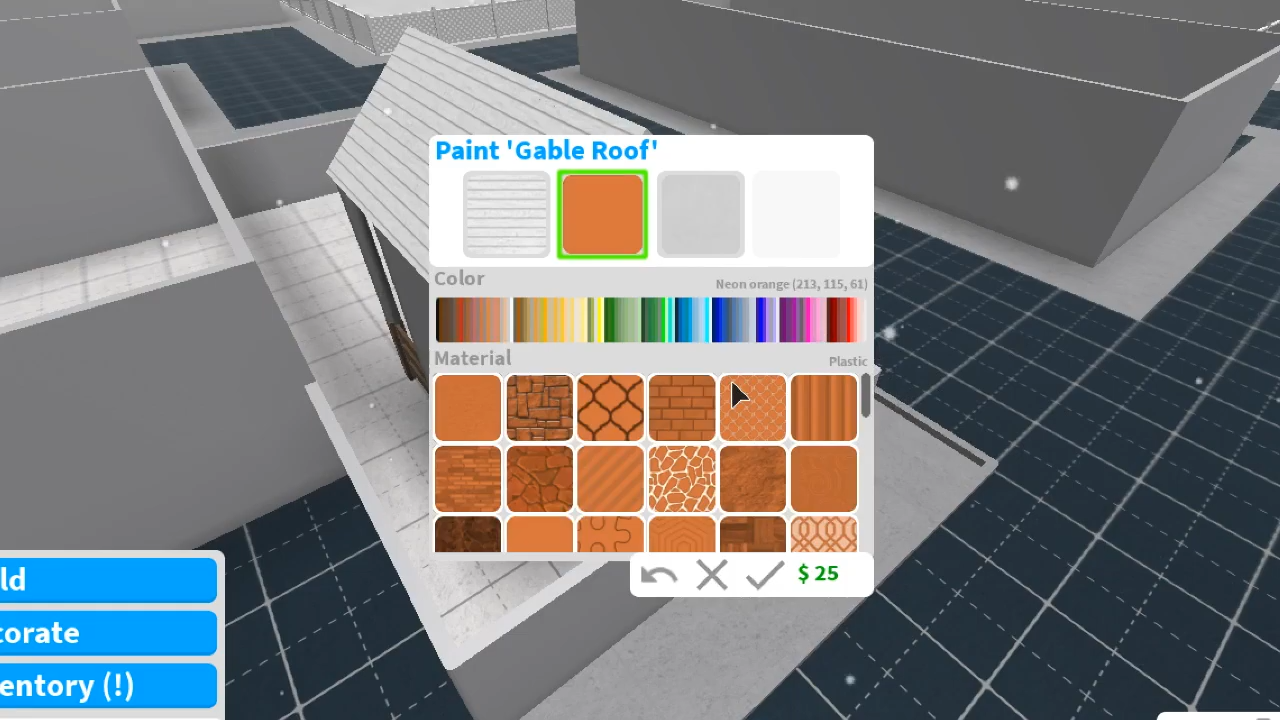 Paint 'Gable Roof'
Color
Neon orange (213, 115, 61)
Material
Plastic
$ 25
ld
corate
entory (!)